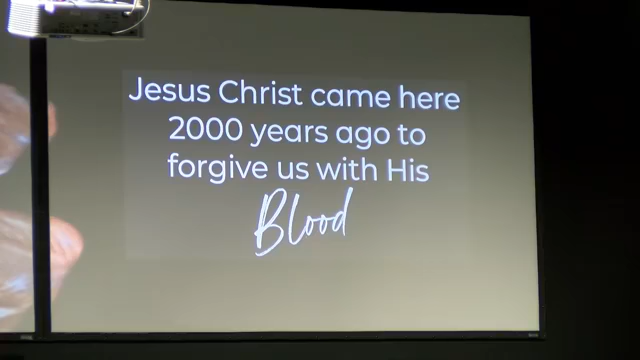 Jesus Christ came here
2000 years ago to
forgive us with His
Blood